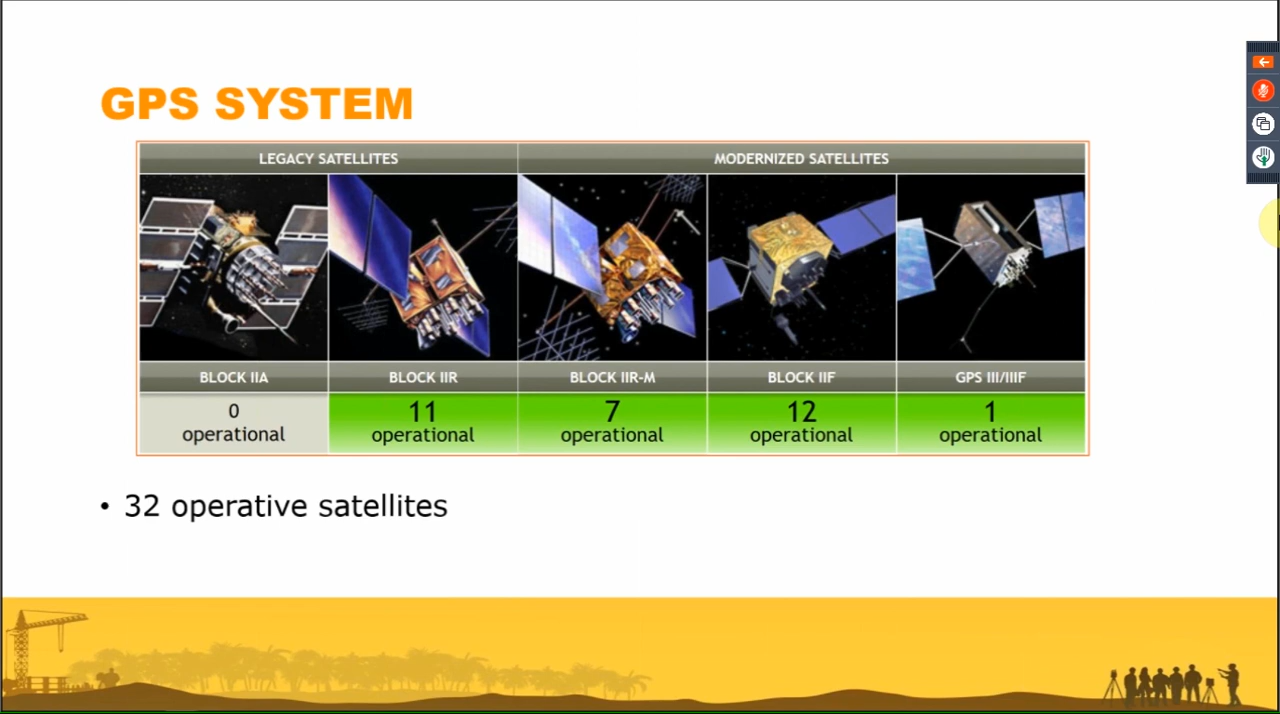 GPS SYSTEM
LEGACY SATELLITES
MODERNIZED SATELLITES
BLOCK IIA
BLOCK IIR
BLOCK IIR-M
BLOCK IIF
GPS III/IIIF
0
operational
11
operational
7
operational
12
operational
1
operational
• 32 operative satellites